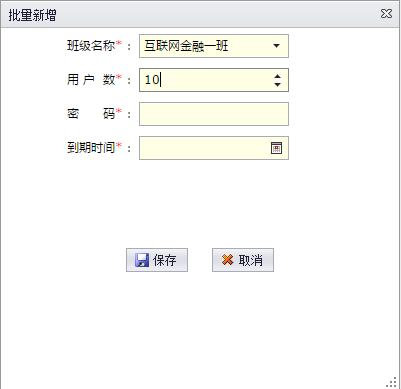 批量新增
班级名称*： 互联网金融一班
用 户 数*： 10
密 码*：
到期时间*：
保存 取消